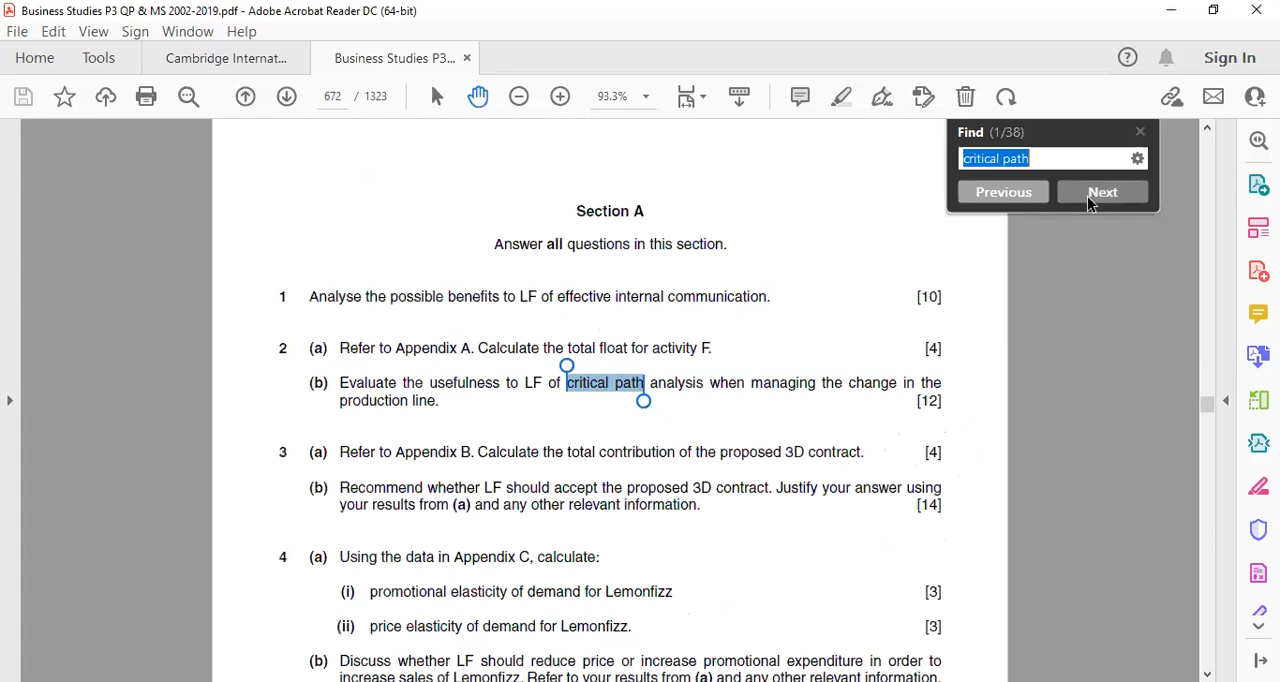 Business Studies P3 QP & MS 2002-2019.pdf - Adobe Acrobat Reader DC (64-bit)
File Edit View Sign Window Help
Home Tools Cambridge Internat... Business Studies P3... × Sign In
672 / 1323 93.3%
Find (1/38)
critical path
Previous Next
Section A
Answer all questions in this section.
1 Analyse the possible benefits to LF of effective internal communication. [10]
2 (a) Refer to Appendix A. Calculate the total float for activity F. [4]
(b) Evaluate the usefulness to LF of critical path analysis when managing the change in the
production line. [12]
3 (a) Refer to Appendix B. Calculate the total contribution of the proposed 3D contract. [4]
(b) Recommend whether LF should accept the proposed 3D contract. Justify your answer using
your results from (a) and any other relevant information. [14]
4 (a) Using the data in Appendix C, calculate:
(i) promotional elasticity of demand for Lemonfizz [3]
(ii) price elasticity of demand for Lemonfizz. [3]
(b) Discuss whether LF should reduce price or increase promotional expenditure in order to
increase sales of Lemonfizz. Refer to your results from (a) and any other relevant information.